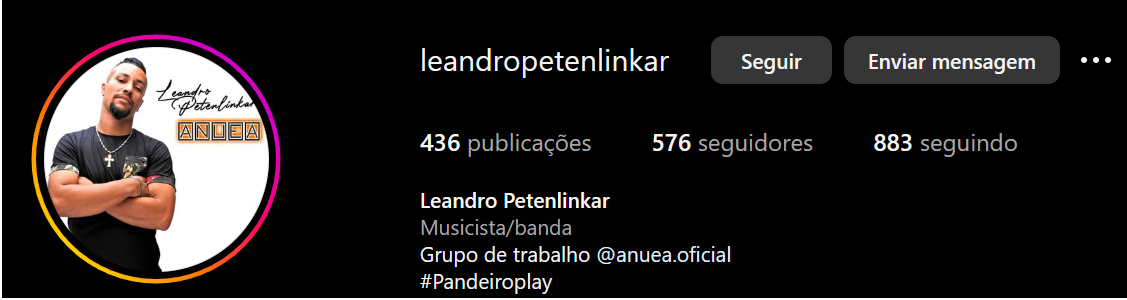 leandropetenlinkar
Seguir
Enviar mensagem
Leandro
Petenlinkar
ANUEA
436 publicações
576 seguidores
883 seguindo
Leandro Petenlinkar
Musicista/banda
Grupo de trabalho @anuea.oficial
#Pandeiroplay